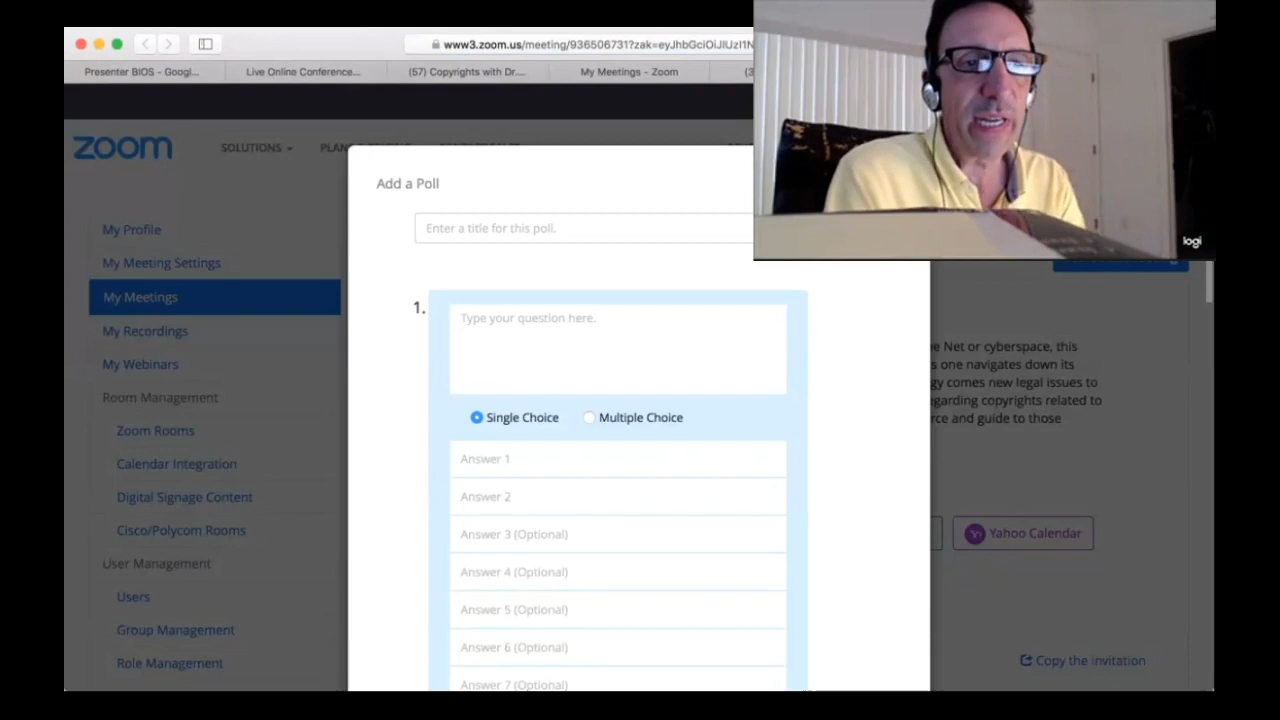 www3.zoom.us/meeting/936506731?zak=eyJhbGciOiJIUzI1N
Presenter BIOS - Googl...
Live Online Conference...
(57) Copyrights with Dr....
My Meetings - Zoom
(3
zoom
SOLUTIONS
Add a Poll
Enter a title for this poll.
My Profile
My Meeting Settings
My Meetings
My Recordings
My Webinars
Room Management
Zoom Rooms
Calendar Integration
Digital Signage Content
Cisco/Polycom Rooms
User Management
Users
Group Management
Role Management
1.
Type your question here.
Single Choice
Multiple Choice
Answer 1
Answer 2
Answer 3 (Optional)
Answer 4 (Optional)
Answer 5 (Optional)
Answer 6 (Optional)
Answer 7 (Optional)
logi
e Net or cyberspace, this
s one navigates down its
gy comes new legal issues to
egarding copyrights related to
rce and guide to those
Yahoo Calendar
Copy the invitation